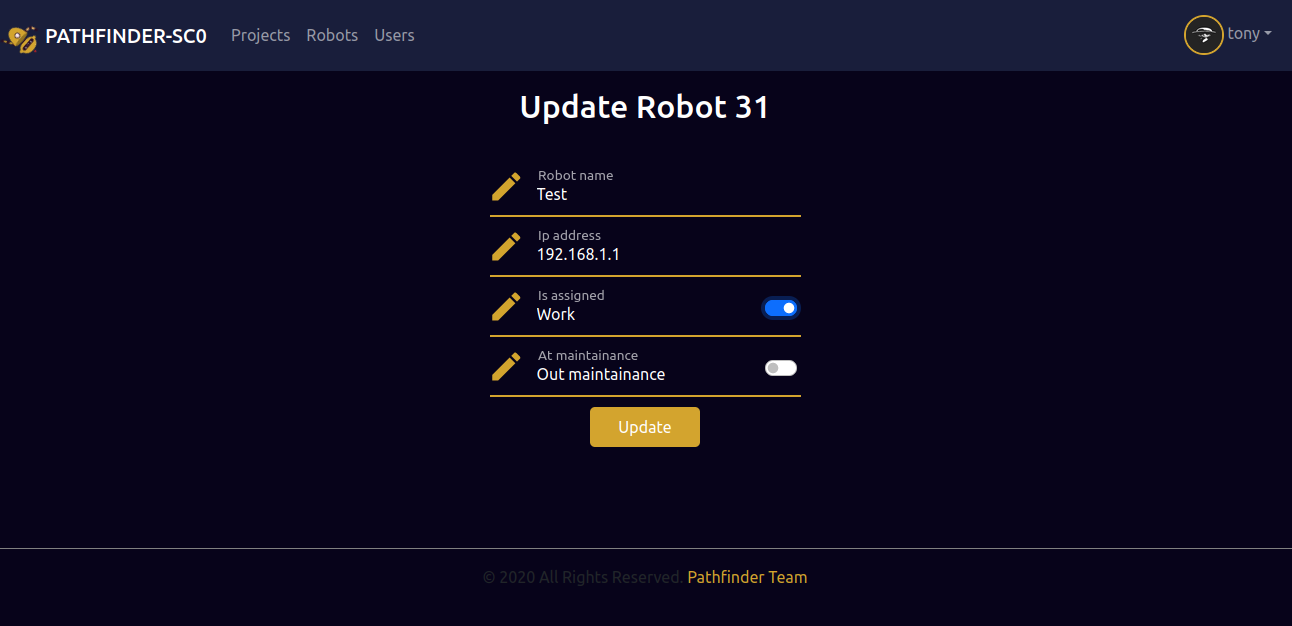 PATHFINDER-SC0 Projects Robots Users tony
Update Robot 31
Robot name
Test
Ip address
192.168.1.1
Is assigned
Work
At maintainance
Out maintainance
Update
© 2020 All Rights Reserved. Pathfinder Team